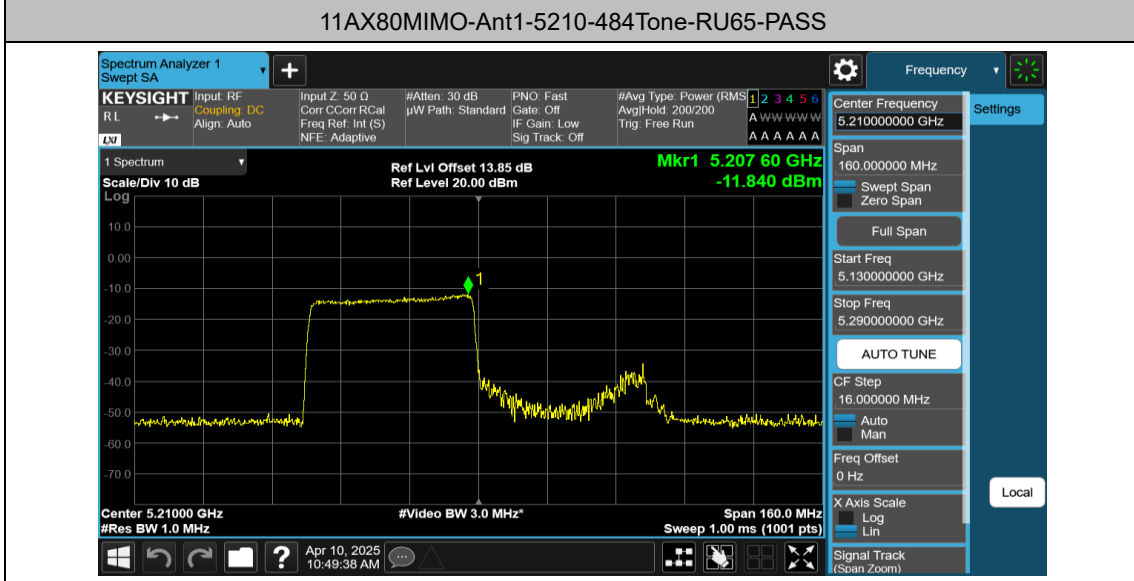 11AX80MIMO-Ant1-5210-484Tone-RU65-PASS
Spectrum Analyzer 1
Swept SA
Frequency
KEYSIGHT
RL
LXI
Input: RF
Coupling: DC
Align: Auto
Input Z: 50 Ω
Corr CCorr RCal
Freq Ref: Int (S)
NFE: Adaptive
#Atten: 30 dB
µW Path: Standard
PNO: Fast
Gate: Off
IF Gain: Low
Sig Track: Off
#Avg Type: Power (RMS
Avg|Hold: 200/200
Trig: Free Run
1 2 3 4 5 6
A W W W W W
A A A A A A
Center Frequency
5.210000000 GHz
Settings
1 Spectrum
Scale/Div 10 dB
Log
Ref Lvl Offset 13.85 dB
Ref Level 20.00 dBm
Mkr1 5.207 60 GHz
-11.840 dBm
Span
160.000000 MHz
Swept Span
Zero Span
Full Span
Start Freq
5.130000000 GHz
Stop Freq
5.290000000 GHz
AUTO TUNE
CF Step
16.000000 MHz
Auto
Man
Freq Offset
0 Hz
X Axis Scale
Log
Lin
Signal Track
(Span Zoom)
Local
10.0
0.00
-10.0
-20.0
-30.0
-40.0
-50.0
-60.0
-70.0
1
Center 5.21000 GHz
#Res BW 1.0 MHz
#Video BW 3.0 MHz*
Span 160.0 MHz
Sweep 1.00 ms (1001 pts)
?
Apr 10, 2025
10:49:38 AM